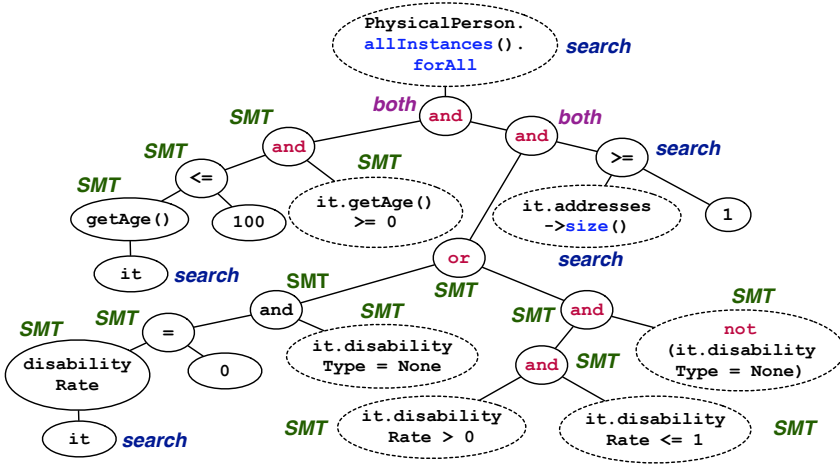 PhysicalPerson.
allInstances().
forAll
search
both
and
both
and
SMT
and
SMT
<=
SMT
it.getAge()
>= 0
>=
search
SMT
getAge()
100
it.addresses
->size()
1
it
search
or
SMT
search
SMT
and
SMT
=
SMT
it.disability
Type = None
SMT
and
SMT
not
(it.disability
Type = None)
SMT
disability
Rate
0
and
SMT
it
search
SMT
it.disability
Rate > 0
it.disability
Rate <= 1
SMT